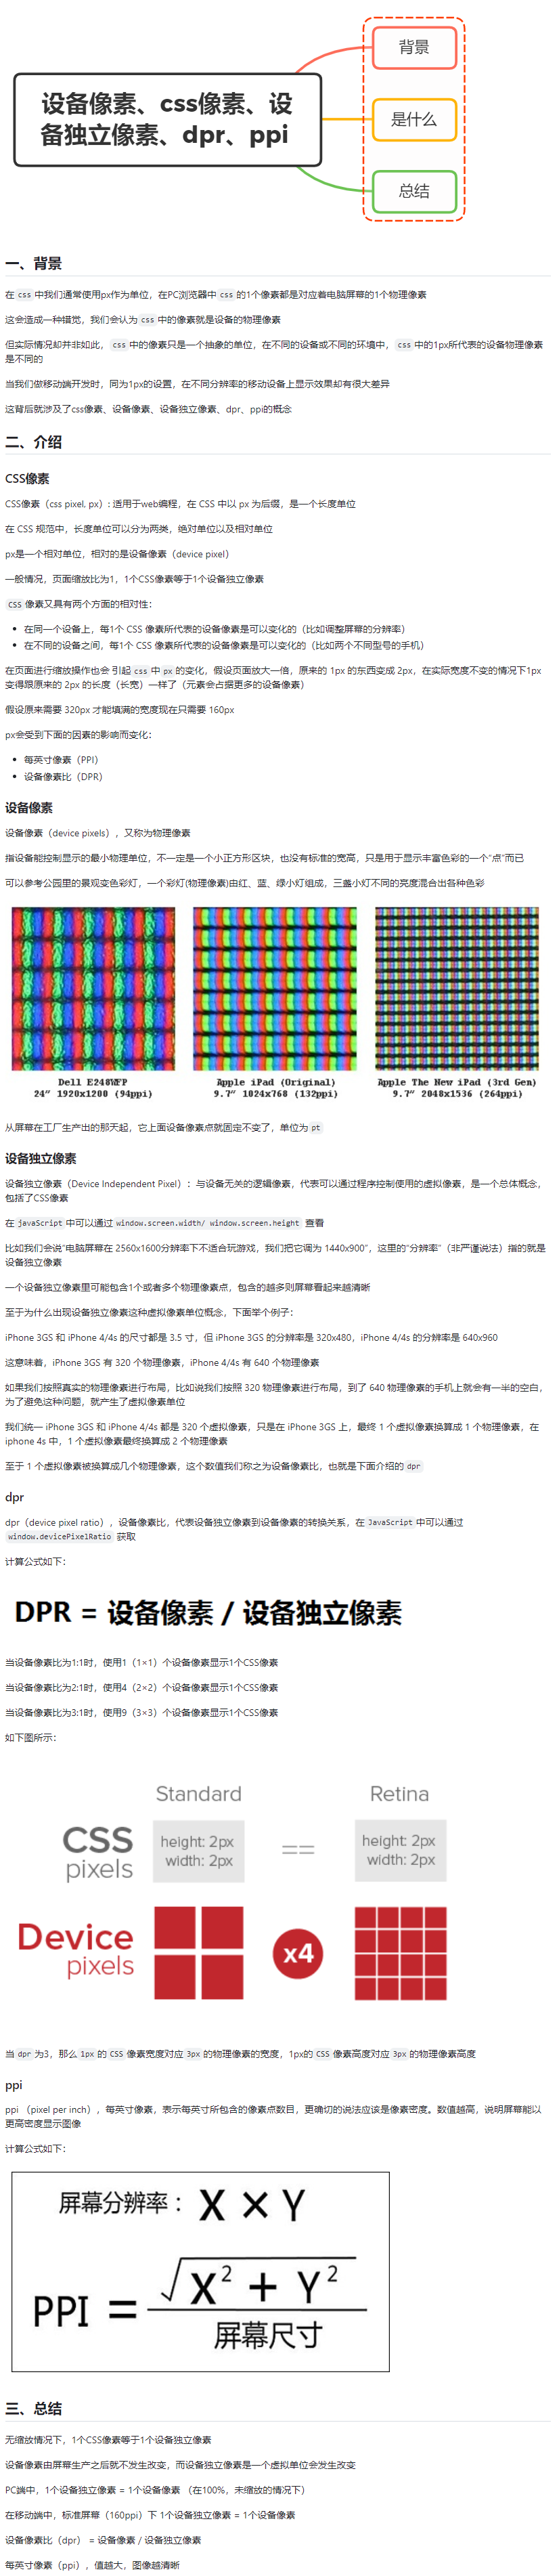 设备像素、css像素、设
备独立像素、dpr、ppi
背景
是什么
总结
一、背景
在 css 中我们通常使用px作为单位，在PC浏览器中 css 的1个像素都是对应着电脑屏幕的1个物理像素
这会造成一种错觉，我们会认为 css 中的像素就是设备的物理像素
但实际情况却并非如此， css 中的像素只是一个抽象的单位，在不同的设备或不同的环境中， css 中的1px所代表的设备物理像素
是不同的
当我们做移动端开发时，同为1px的设置，在不同分辨率的移动设备上显示效果却有很大差异
这背后就涉及了css像素、设备像素、设备独立像素、dpr、ppi的概念
二、介绍
CSS像素
CSS像素（css pixel, px）: 适用于web编程，在 CSS 中以 px 为后缀，是一个长度单位
在 CSS 规范中，长度单位可以分为两类，绝对单位以及相对单位
px是一个相对单位，相对的是设备像素（device pixel）
一般情况，页面缩放比为1，1个CSS像素等于1个设备独立像素
CSS 像素又具有两个方面的相对性：
• 在同一个设备上，每1个 CSS 像素所代表的设备像素是可以变化的（比如调整屏幕的分辨率）
• 在不同的设备之间，每1个 CSS 像素所代表的设备像素是可以变化的（比如两个不同型号的手机）
在页面进行缩放操作也会 引起 css 中 px 的变化，假设页面放大一倍，原来的 1px 的东西变成 2px，在实际宽度不变的情况下1px
变得跟原来的 2px 的长度（长宽）一样了（元素会占据更多的设备像素）
假设原来需要 320px 才能填满的宽度现在只需要 160px
px会受到下面的因素的影响而变化：
• 每英寸像素（PPI）
• 设备像素比（DPR）
设备像素
设备像素（device pixels），又称为物理像素
指设备能控制显示的最小物理单位，不一定是一个小正方形区块，也没有标准的宽高，只是用于显示丰富色彩的一个“点”而已
可以参考公园里的景观变色彩灯，一个彩灯(物理像素)由红、蓝、绿小灯组成，三盏小灯不同的亮度混合出各种色彩
Dell E248WFP
24″ 1920x1200 (94ppi)
Apple iPad (Original)
9.7″ 1024x768 (132ppi)
Apple The New iPad (3rd Gen)
9.7″ 2048x1536 (264ppi)
从屏幕在工厂生产出的那天起，它上面设备像素点就固定不变了，单位为 pt
设备独立像素
设备独立像素（Device Independent Pixel）：与设备无关的逻辑像素，代表可以通过程序控制使用的虚拟像素，是一个总体概念，
包括了CSS像素
在 javaScript 中可以通过 window.screen.width/ window.screen.height 查看
比如我们会说“电脑屏幕在 2560x1600分辨率下不适合玩游戏，我们把它调为 1440x900”，这里的“分辨率”（非严谨说法）指的就是
设备独立像素
一个设备独立像素里可能包含1个或者多个物理像素点，包含的越多则屏幕看起来越清晰
至于为什么出现设备独立像素这种虚拟像素单位概念，下面举个例子：
iPhone 3GS 和 iPhone 4/4s 的尺寸都是 3.5 寸，但 iPhone 3GS 的分辨率是 320x480，iPhone 4/4s 的分辨率是 640x960
这意味着，iPhone 3GS 有 320 个物理像素，iPhone 4/4s 有 640 个物理像素
如果我们按照真实的物理像素进行布局，比如说我们按照 320 物理像素进行布局，到了 640 物理像素的手机上就会有一半的空白，
为了避免这种问题，就产生了虚拟像素单位
我们统一 iPhone 3GS 和 iPhone 4/4s 都是 320 个虚拟像素，只是在 iPhone 3GS 上，最终 1 个虚拟像素换算成 1 个物理像素，在
iphone 4s 中，1 个虚拟像素最终换算成 2 个物理像素
至于 1 个虚拟像素被换算成几个物理像素，这个数值我们称之为设备像素比，也就是下面介绍的 dpr
dpr
dpr（device pixel ratio），设备像素比，代表设备独立像素到设备像素的转换关系，在 JavaScript 中可以通过
window.devicePixelRatio 获取
计算公式如下：
DPR = 设备像素 / 设备独立像素
当设备像素比为1:1时，使用1（1×1）个设备像素显示1个CSS像素
当设备像素比为2:1时，使用4（2×2）个设备像素显示1个CSS像素
当设备像素比为3:1时，使用9（3×3）个设备像素显示1个CSS像素
如下图所示：
Standard
Retina
CSS
pixels
height: 2px
width: 2px
==
height: 2px
width: 2px
Device
pixels
x4
当 dpr 为3，那么 1px 的 CSS 像素宽度对应 3px 的物理像素的宽度，1px的 CSS 像素高度对应 3px 的物理像素高度
ppi
ppi （pixel per inch），每英寸像素，表示每英寸所包含的像素点数目，更确切的说法应该是像素密度。数值越高，说明屏幕能以
更高密度显示图像
计算公式如下：
屏幕分辨率：X × Y
PPI = √X² + Y²
屏幕尺寸
三、总结
无缩放情况下，1个CSS像素等于1个设备独立像素
设备像素由屏幕生产之后就不发生改变，而设备独立像素是一个虚拟单位会发生改变
PC端中，1个设备独立像素 = 1个设备像素 （在100%，未缩放的情况下）
在移动端中，标准屏幕（160ppi）下 1个设备独立像素 = 1个设备像素
设备像素比（dpr） = 设备像素 / 设备独立像素
每英寸像素（ppi），值越大，图像越清晰